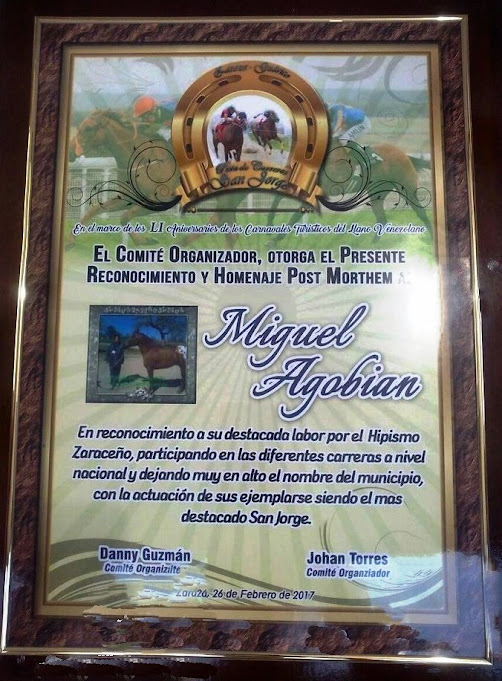 Zaraza - Guárico
Pista de Carreras
San Jorge
En el marco de los LI Aniversarios de los Carnavales Turísticos del Llano Venezolano
EL COMITÉ ORGANIZADOR, OTORGA EL PRESENTE
RECONOCIMIENTO Y HOMENAJE POST MORTHEM A:
Miguel
Agobian
En reconocimiento a su destacada labor por el Hipismo
Zaraceño, participando en las diferentes carreras a nivel
nacional y dejando muy en alto el nombre del municipio,
con la actuación de sus ejemplarse siendo el mas
destacado San Jorge.
Danny Guzmán
Comité Organizilte
Johan Torres
Comité Organziador
Zaraza, 26 de Febrero de 2017